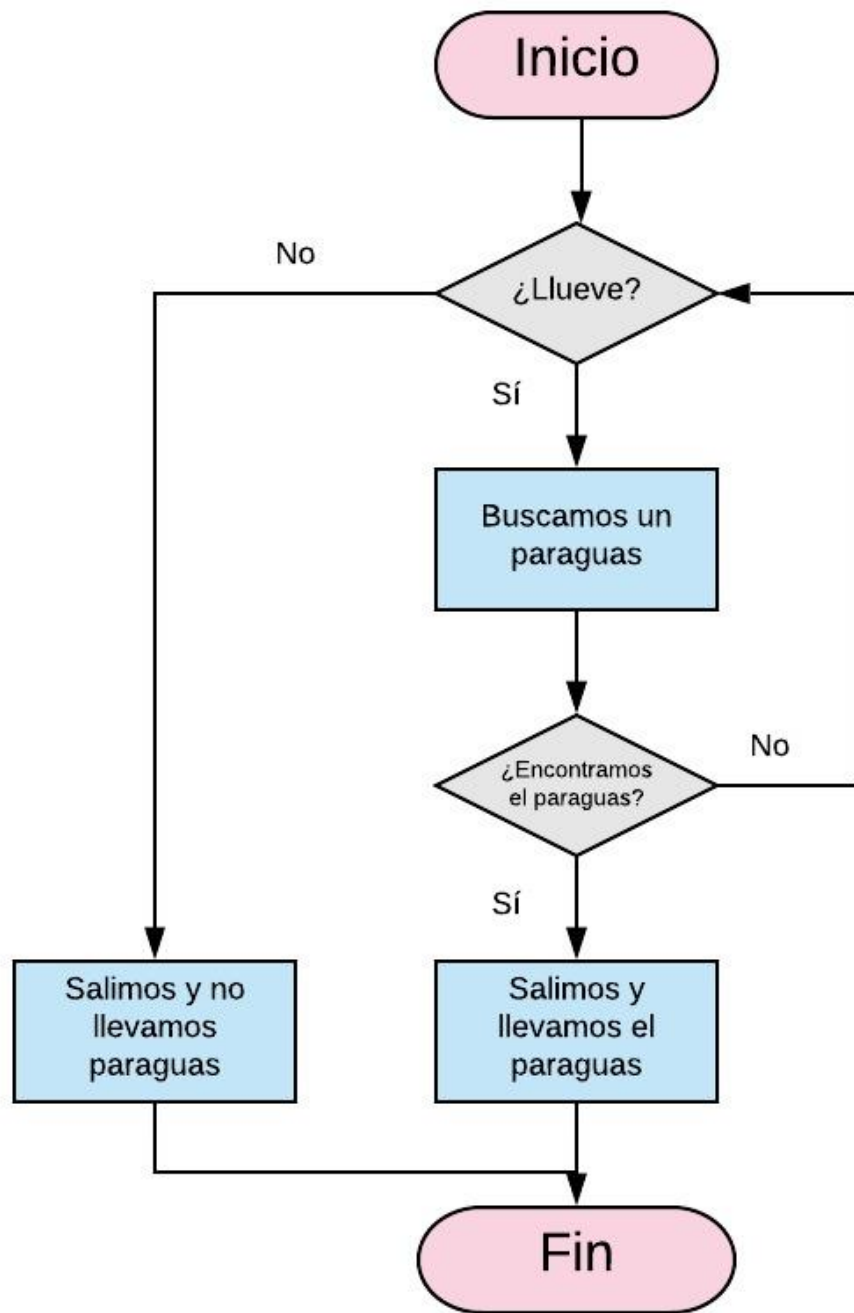 Inicio
No
¿Llueve?
Sí
Buscamos un
paraguas
¿Encontramos
el paraguas?
No
Sí
Salimos y no
llevamos
paraguas
Salimos y
llevamos el
paraguas
Fin